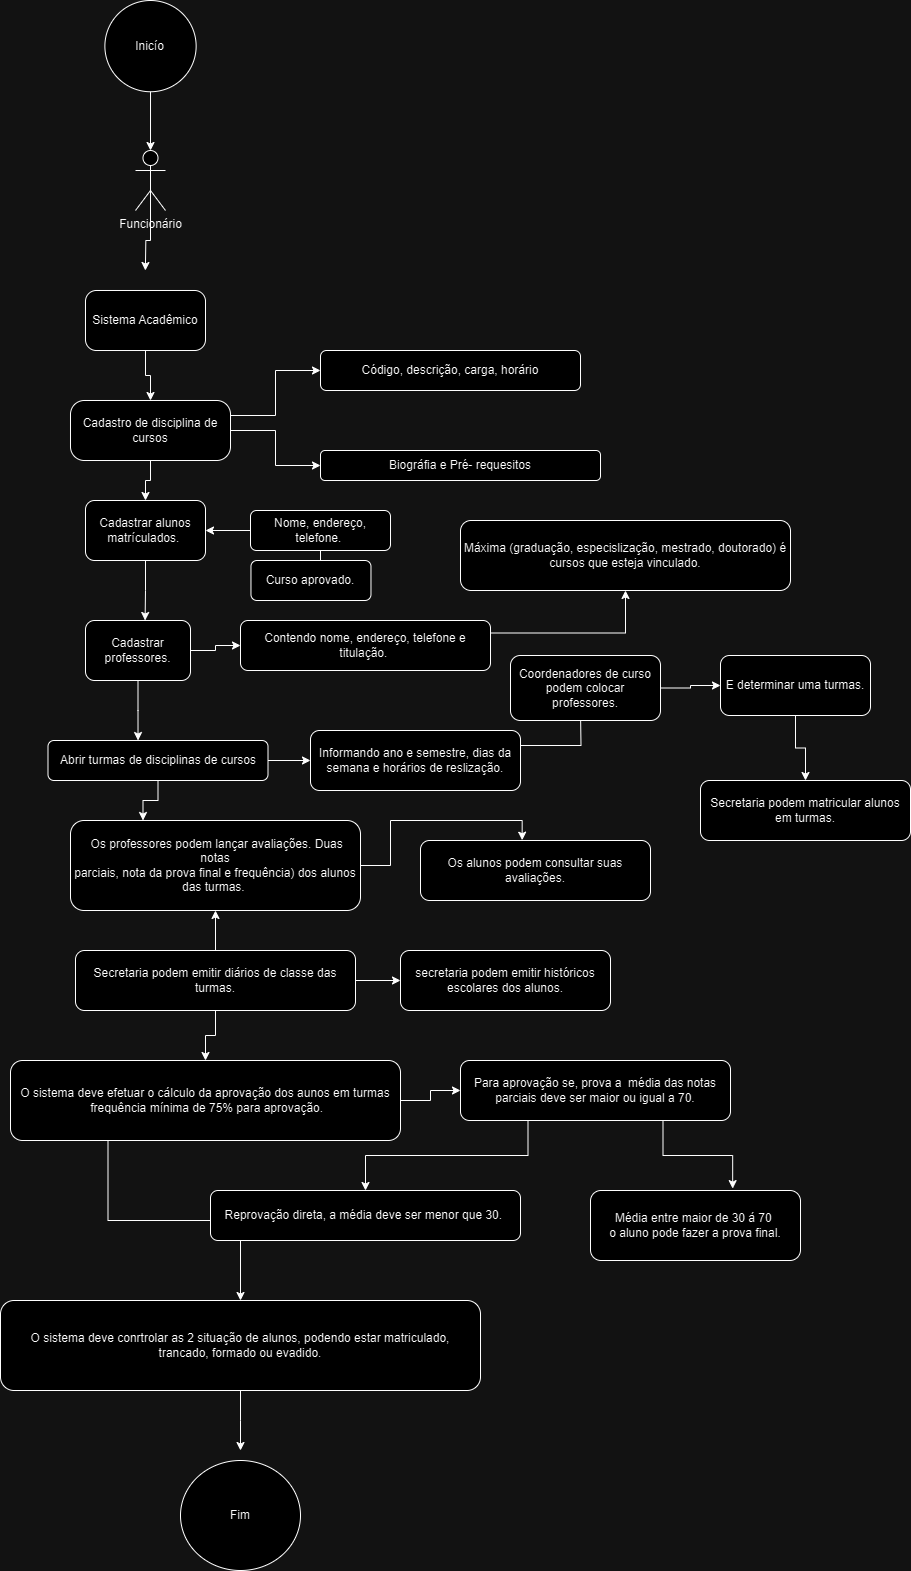 Inicío
Funcionário
Sistema Acadêmico
Código, descrição, carga, horário
Cadastro de disciplina de
cursos
Biográfia e Pré- requesitos
Cadastrar alunos
matrículados.
Nome, endereço,
telefone.
Curso aprovado.
Máxima (graduação, especislização, mestrado, doutorado) é
cursos que esteja vinculado.
Cadastrar
professores.
Contendo nome, endereço, telefone e
titulação.
Coordenadores de curso
podem colocar
professores.
E determinar uma turmas.
Abrir turmas de disciplinas de cursos
Informando ano e semestre, dias da
semana e horários de reslização.
Secretaria podem matricular alunos
em turmas.
Os professores podem lançar avaliações. Duas
notas
parciais, nota da prova final e frequência) dos alunos
das turmas.
Os alunos podem consultar suas
avaliações.
Secretaria podem emitir diários de classe das
turmas.
secretaria podem emitir históricos
escolares dos alunos.
O sistema deve efetuar o cálculo da aprovação dos aunos em turmas
frequência mínima de 75% para aprovação.
Para aprovação se, prova a  média das notas
parciais deve ser maior ou igual a 70.
Reprovação direta, a média deve ser menor que 30.
Média entre maior de 30 á 70
o aluno pode fazer a prova final.
O sistema deve conrtrolar as 2 situação de alunos, podendo estar matriculado,
trancado, formado ou evadido.
Fim